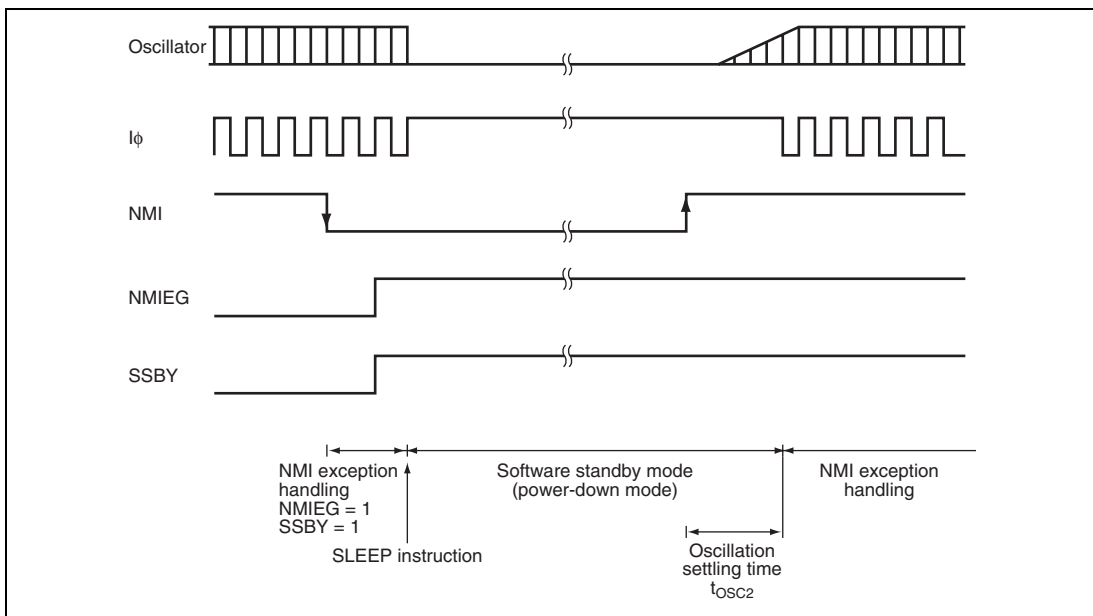 Oscillator
Iϕ
NMI
NMIEG
SSBY
NMI exception
handling
NMIEG = 1
SSBY = 1
SLEEP instruction
Software standby mode
(power-down mode)
Oscillation
settling time
tOSC2
NMI exception
handling